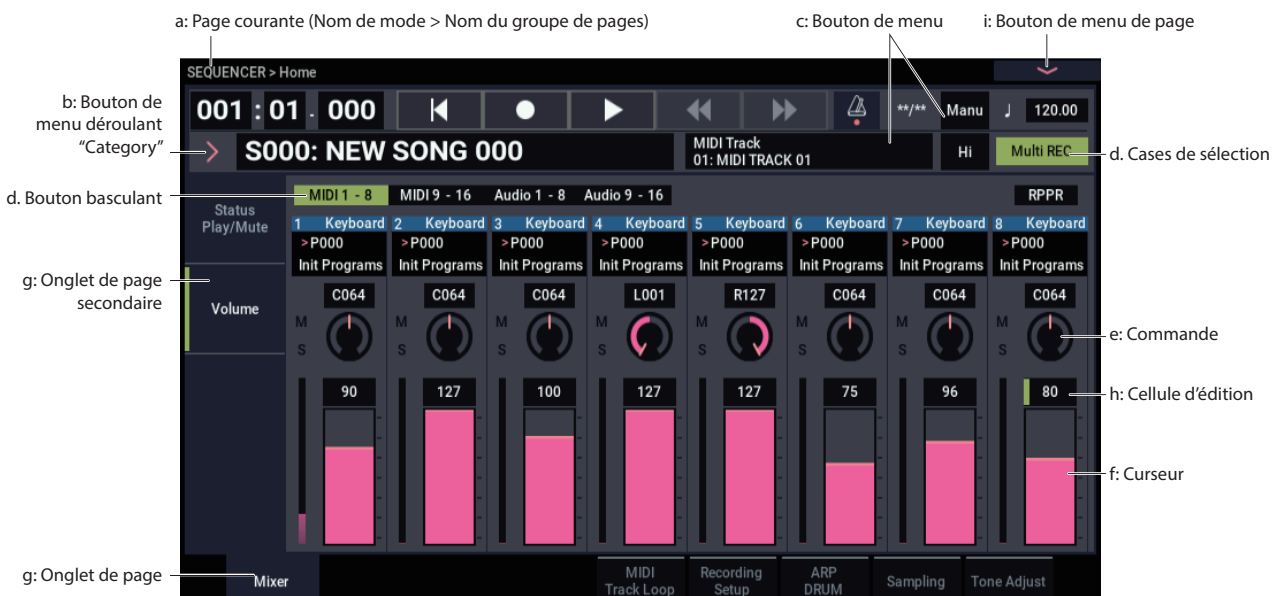 a: Page courante (Nom de mode > Nom du groupe de pages)
c: Bouton de menu
i: Bouton de menu de page
SEQUENCER > Home
b: Bouton de
menu déroulant
“Category”
001 : 01 . 000
**/**
Manu
♩ 120.00
S000: NEW SONG 000
MIDI Track
01: MIDI TRACK 01
Hi
Multi REC
d. Cases de sélection
d. Bouton basculant
MIDI 1 - 8
MIDI 9 - 16
Audio 1 - 8
Audio 9 - 16
RPPR
Status
Play/Mute
1 Keyboard 2 Keyboard 3 Keyboard 4 Keyboard 5 Keyboard 6 Keyboard 7 Keyboard 8 Keyboard
>P000 >P000 >P000 >P000 >P000 >P000 >P000 >P000
Init Programs Init Programs Init Programs Init Programs Init Programs Init Programs Init Programs Init Programs
g: Onglet de page
secondaire
Volume
C064 C064 C064 L001 R127 C064 C064 C064
M M M M M M M M
S S S S S S S S
e: Commande
90 127 100 127 127 75 96 80
h: Cellule d’édition
f: Curseur
g: Onglet de page
Mixer
MIDI
Track Loop
Recording
Setup
ARP
DRUM
Sampling
Tone Adjust